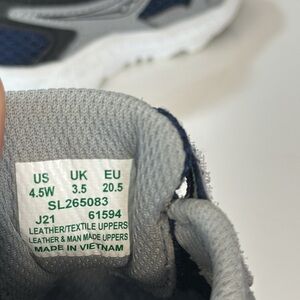 US UK EU
4.5W 3.5 20.5
SL265083
J21 61594
LEATHER/TEXTILE UPPERS
LEATHER & MAN MADE UPPERS
MADE IN VIETNAM